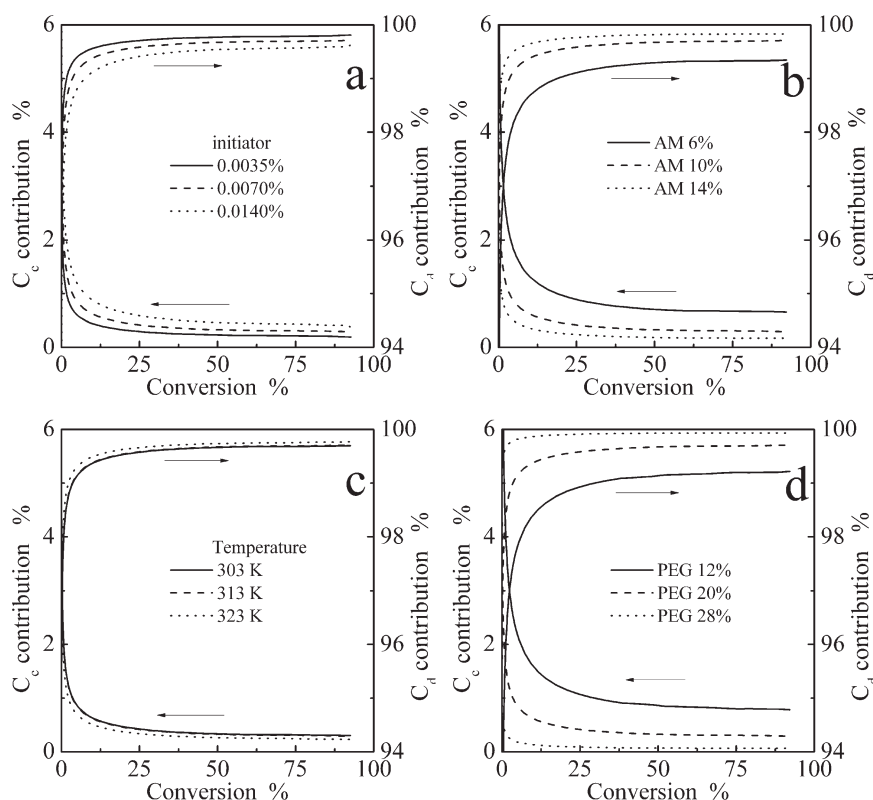 6
4
2
0
100
98
96
94
C_c contribution %
C_d contribution %
a
initiator
0.0035%
0.0070%
0.0140%
0 25 50 75 100
Conversion %
6
4
2
0
100
98
96
94
C_c contribution %
C_d contribution %
b
AM 6%
AM 10%
AM 14%
0 25 50 75 100
Conversion %
6
4
2
0
100
98
96
94
C_c contribution %
C_d contribution %
c
Temperature
303 K
313 K
323 K
0 25 50 75 100
Conversion %
6
4
2
0
100
98
96
94
C_c contribution %
C_d contribution %
d
PEG 12%
PEG 20%
PEG 28%
0 25 50 75 100
Conversion %